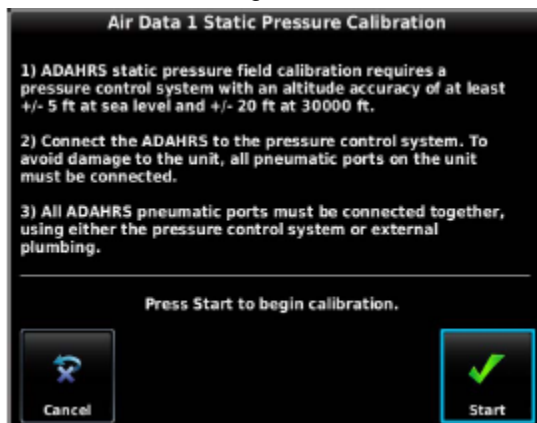 Air Data 1 Static Pressure Calibration
1) ADAHRS static pressure field calibration requires a
pressure control system with an altitude accuracy of at least
+/- 5 ft at sea level and +/- 20 ft at 30000 ft.
2) Connect the ADAHRS to the pressure control system. To
avoid damage to the unit, all pneumatic ports on the unit
must be connected.
3) All ADAHRS pneumatic ports must be connected together,
using either the pressure control system or external
plumbing.
Press Start to begin calibration.
Cancel
Start